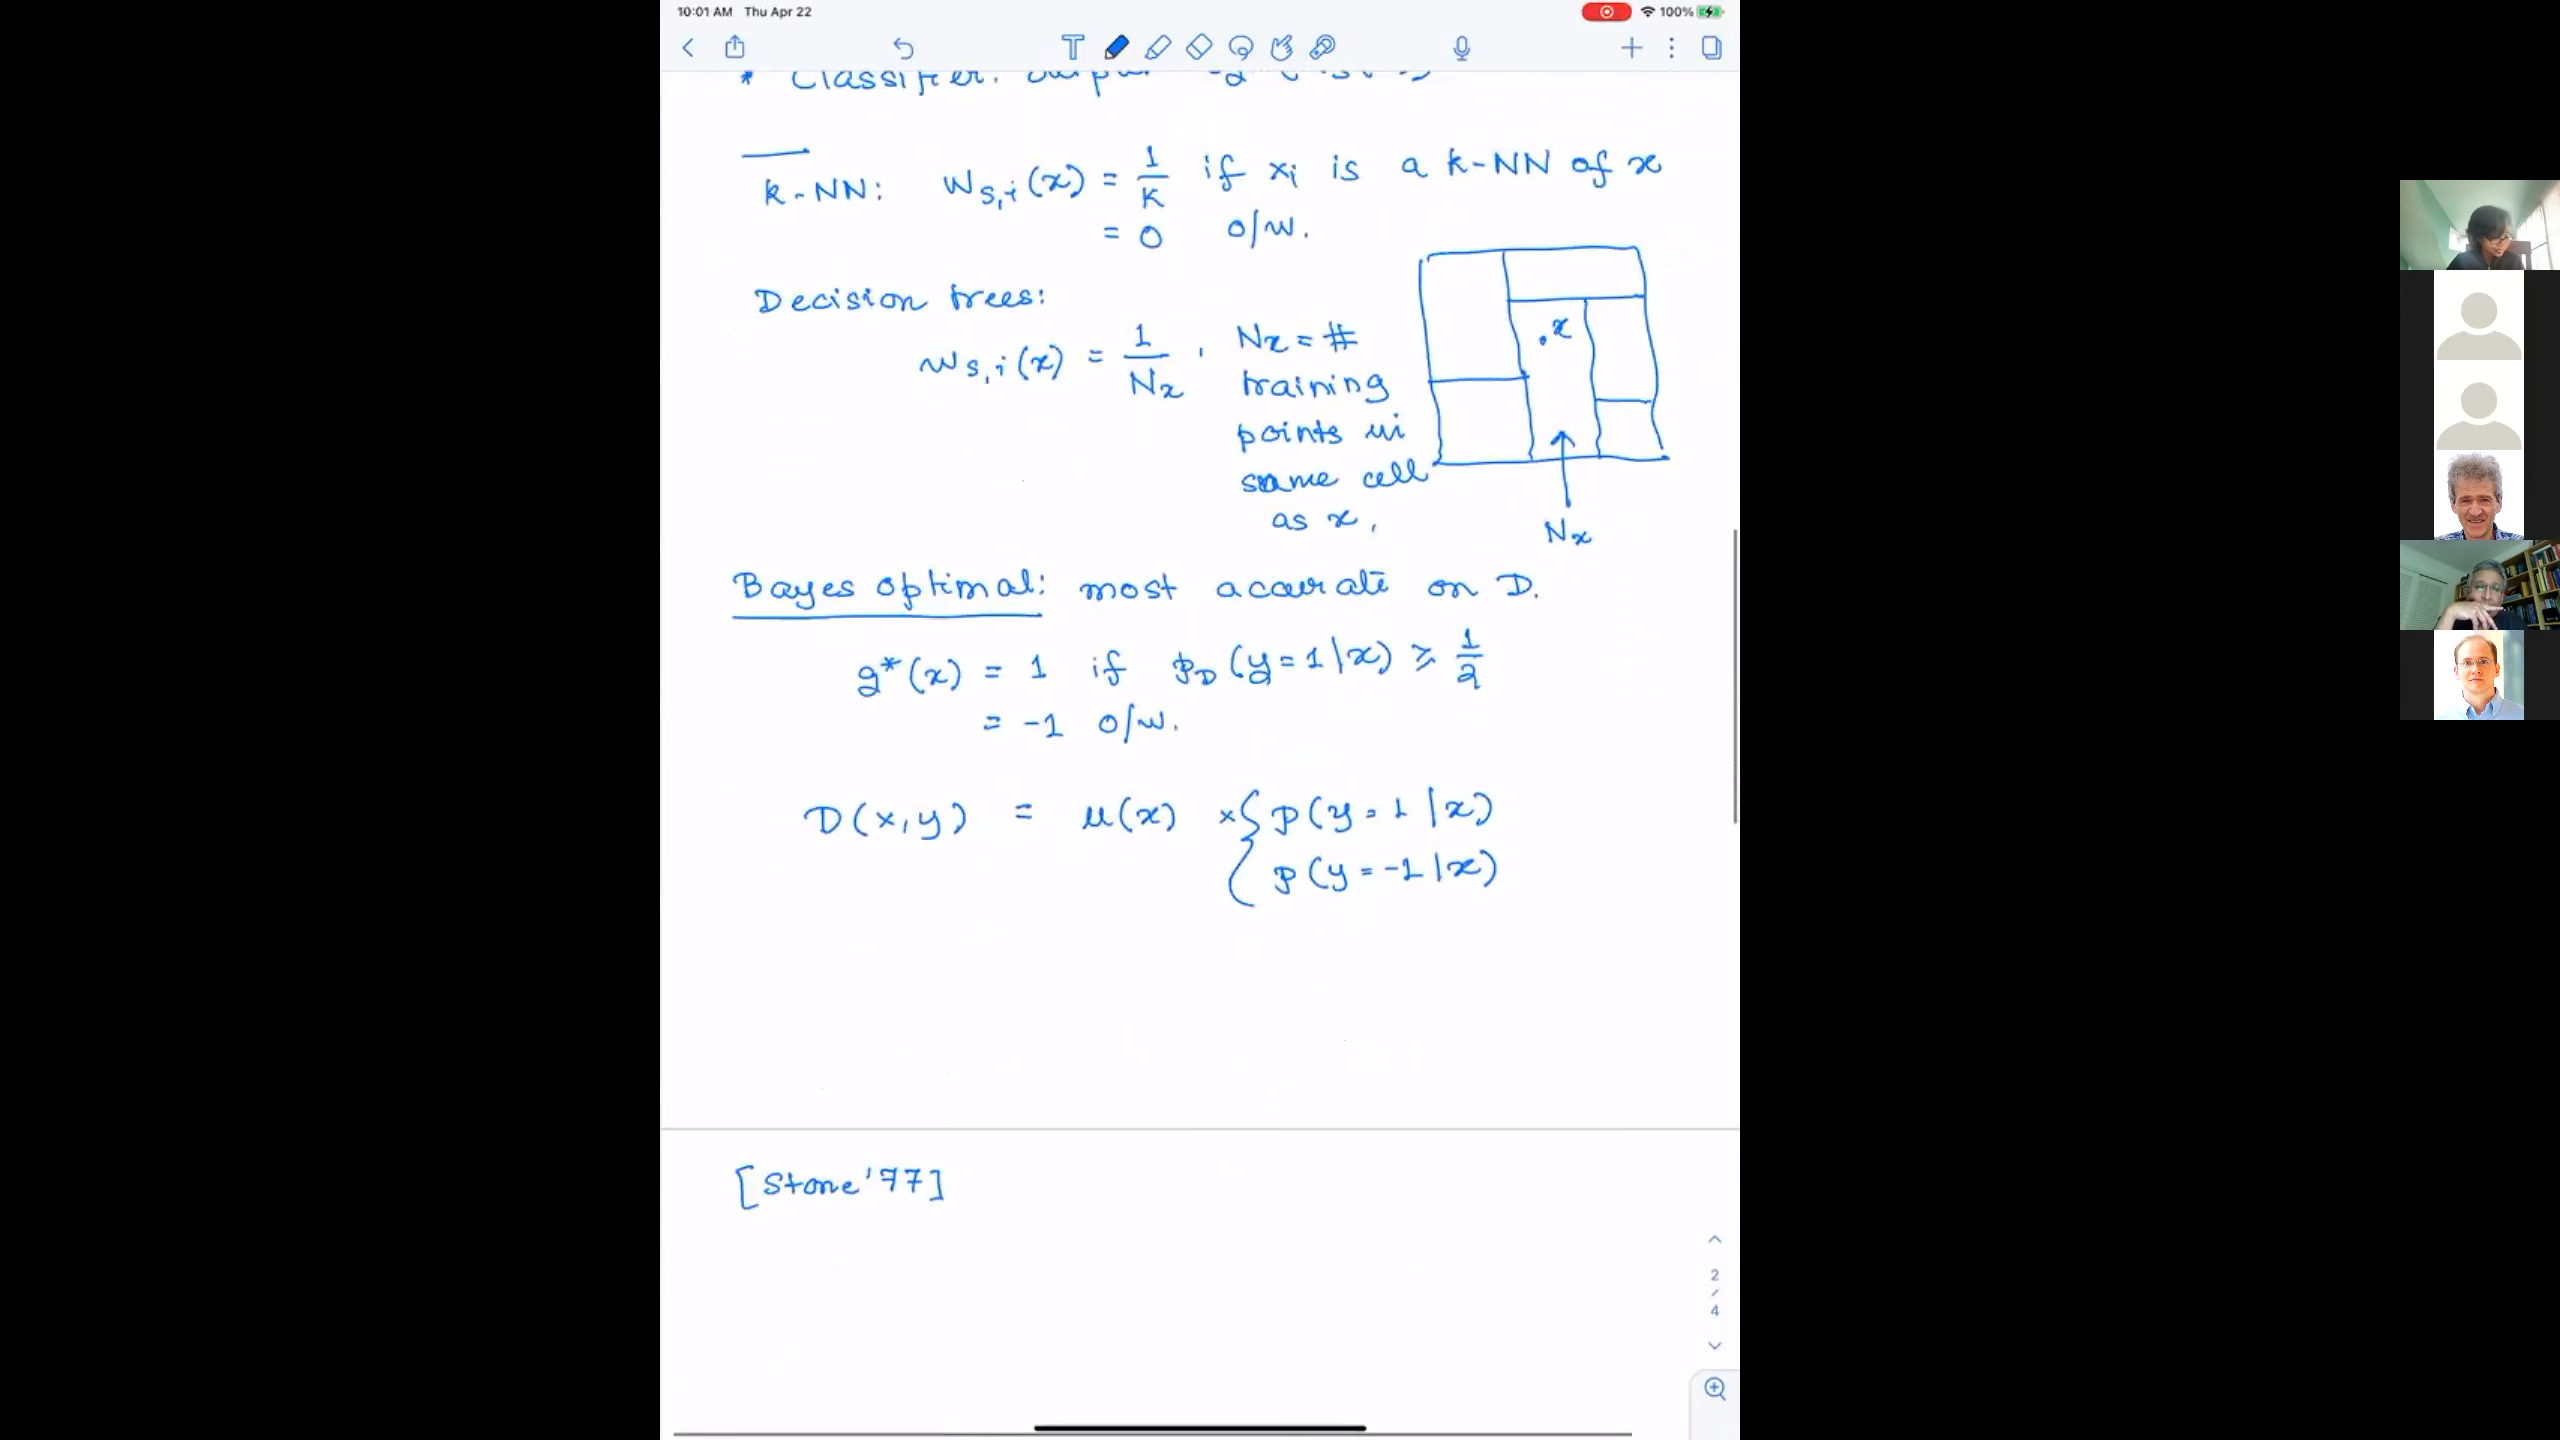 10:01 AM Thu Apr 22
100%
* Classifier: output
k-NN: w_{S,i}(x) = 1/K if x_i is a k-NN of x
= 0 o/w.
Decision trees:
w_{S,i}(x) = 1/N_x , N_x = #
training
points in
same cell
as x,
.x
N_x
Bayes optimal: most accurate on D.
g*(x) = 1 if p_D(y=1|x) ≥ 1/2
= -1 o/w.
D(x,y) = μ(x) × { p(y=1|x)
p(y=-1|x)
[Stone '77]
2
/
4